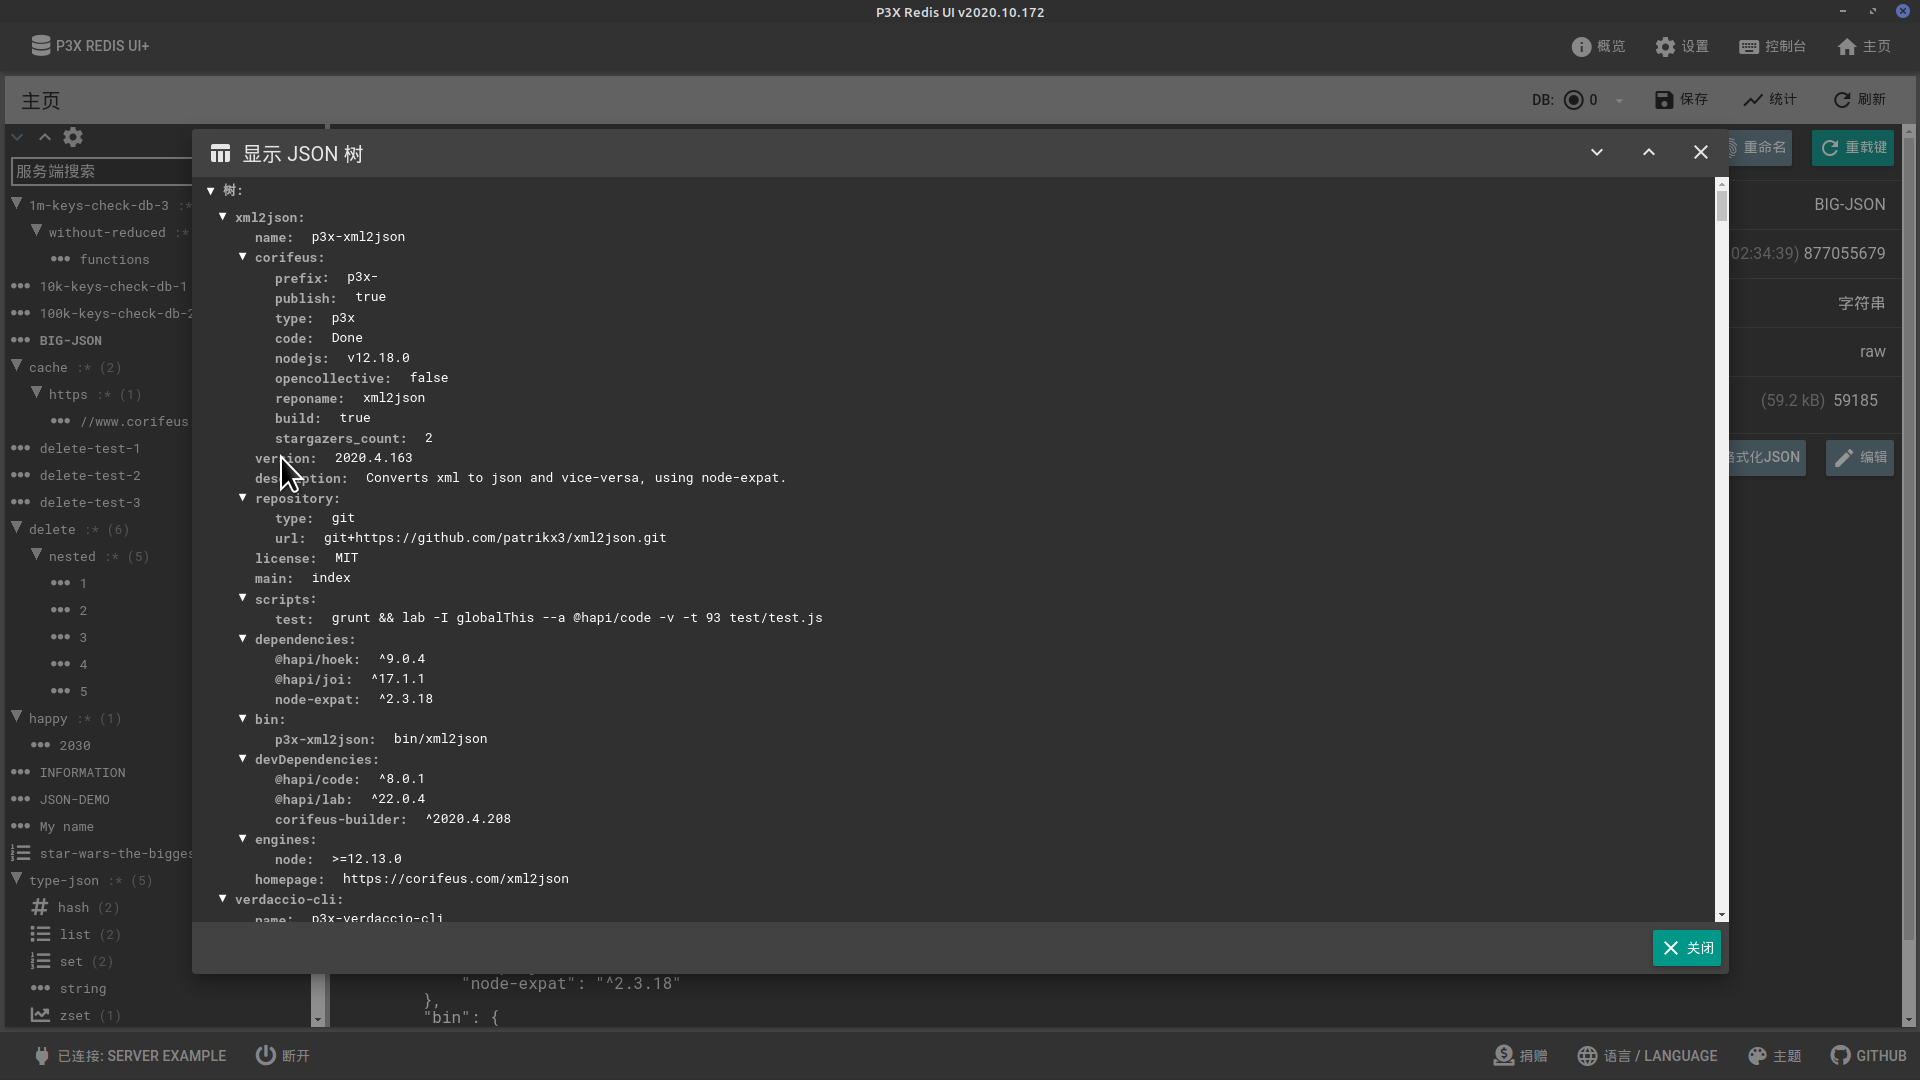 P3X Redis UI v2020.10.172
P3X REDIS UI+
概览
设置
控制台
主页
主页
DB: 0
保存
统计
刷新
服务端搜索
1m-keys-check-db-3 :*
without-reduced :*
functions
10k-keys-check-db-1
100k-keys-check-db-2
BIG-JSON
cache :* (2)
https :* (1)
//www.corifeus
delete-test-1
delete-test-2
delete-test-3
delete :* (6)
nested :* (5)
1
2
3
4
5
happy :* (1)
2030
INFORMATION
JSON-DEMO
My name
star-wars-the-bigges
type-json :* (5)
hash (2)
list (2)
set (2)
string
zset (1)
显示 JSON 树
树:
xml2json:
name: p3x-xml2json
corifeus:
prefix: p3x-
publish: true
type: p3x
code: Done
nodejs: v12.18.0
opencollective: false
reponame: xml2json
build: true
stargazers_count: 2
version: 2020.4.163
description: Converts xml to json and vice-versa, using node-expat.
repository:
type: git
url: git+https://github.com/patrikx3/xml2json.git
license: MIT
main: index
scripts:
test: grunt && lab -I globalThis --a @hapi/code -v -t 93 test/test.js
dependencies:
@hapi/hoek: ^9.0.4
@hapi/joi: ^17.1.1
node-expat: ^2.3.18
bin:
p3x-xml2json: bin/xml2json
devDependencies:
@hapi/code: ^8.0.1
@hapi/lab: ^22.0.4
corifeus-builder: ^2020.4.208
engines:
node: >=12.13.0
homepage: https://corifeus.com/xml2json
verdaccio-cli:
name: p3x-verdaccio-cli
关闭
重命名
重载键
BIG-JSON
02:34:39) 877055679
字符串
raw
(59.2 kB) 59185
格式化JSON
编辑
"node-expat": "^2.3.18"
},
"bin": {
已连接: SERVER EXAMPLE
断开
捐赠
语言 / LANGUAGE
主题
GITHUB